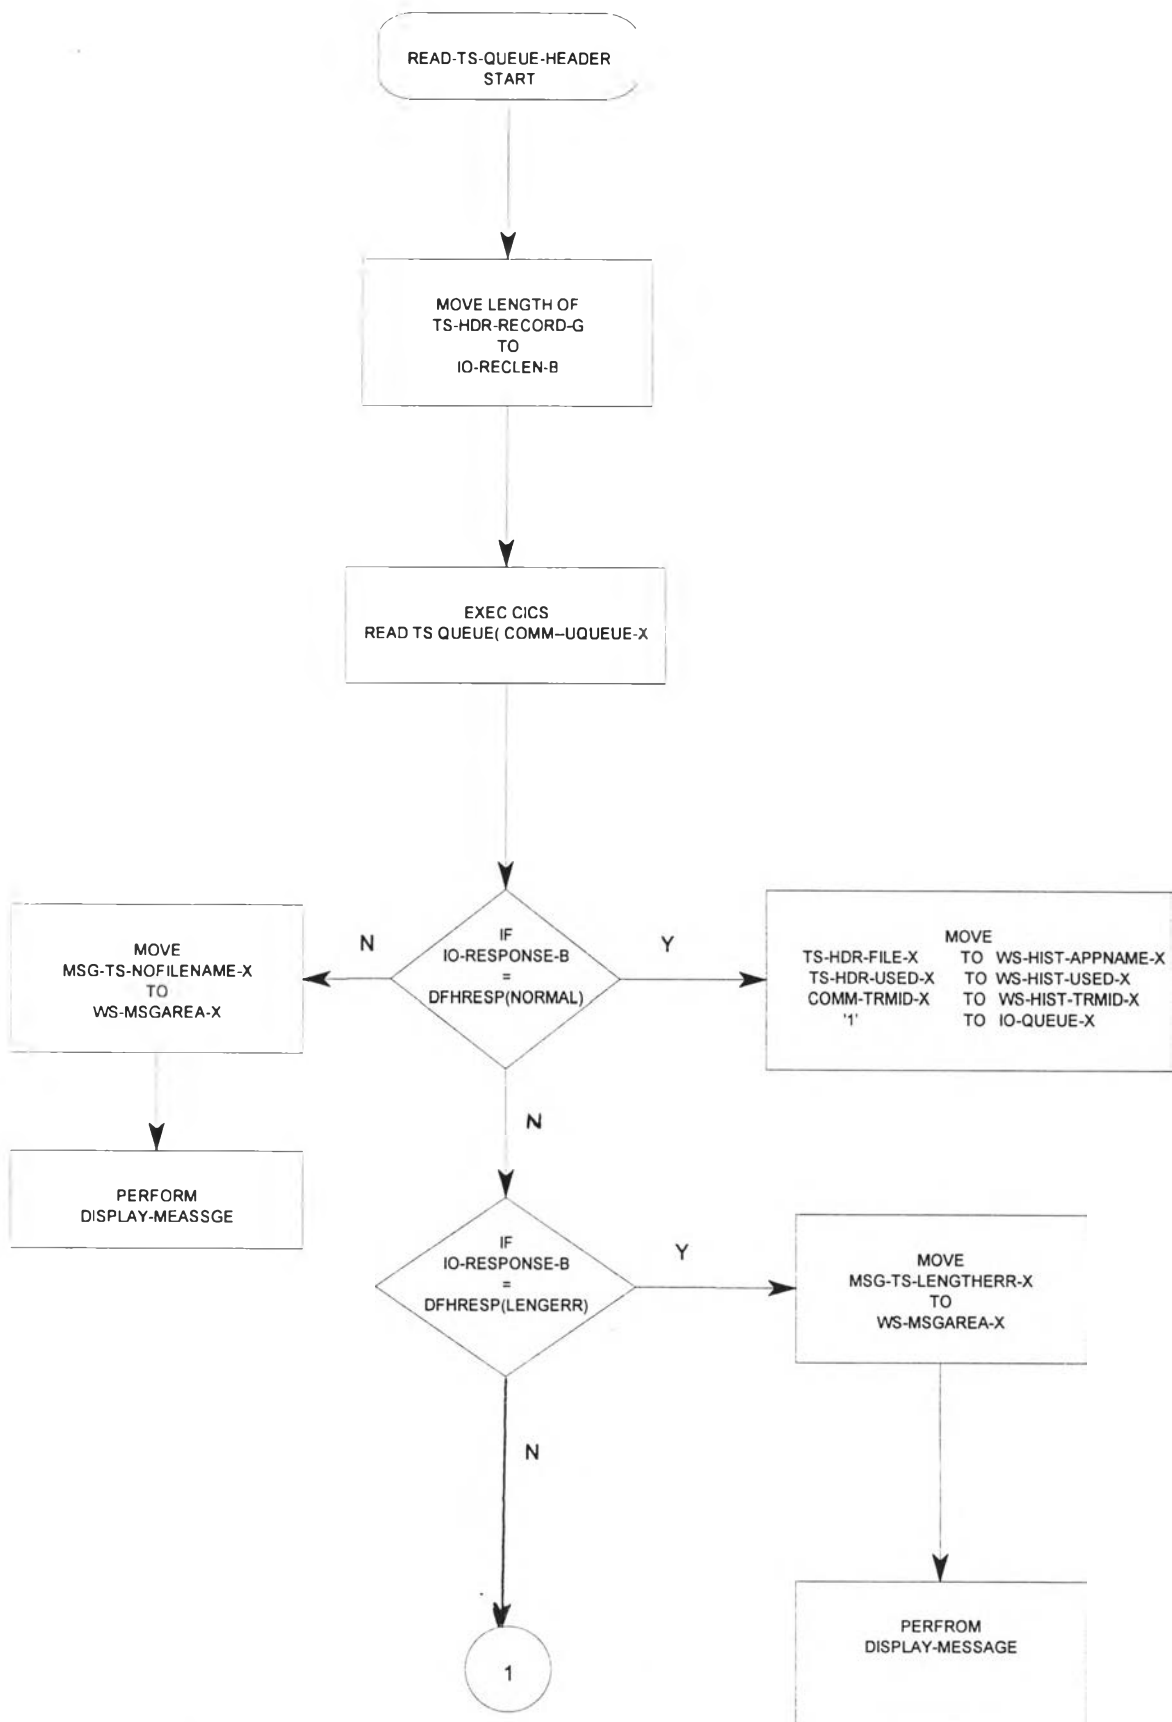 READ-TS-QUEUE-HEADER
START
MOVE LENGTH OF
TS-HDR-RECORD-G
TO
IO-RECLEN-B
EXEC CICS
READ TS QUEUE( COMM–UQUEUE-X
IF
IO-RESPONSE-B
=
DFHRESP(NORMAL)
N
Y
MOVE
MSG-TS-NOFILENAME-X
TO
WS-MSGAREA-X
MOVE
TS-HDR-FILE-X TO WS-HIST-APPNAME-X
TS-HDR-USED-X TO WS-HIST-USED-X
COMM-TRMID-X TO WS-HIST-TRMID-X
'1' TO IO-QUEUE-X
N
PERFORM
DISPLAY-MEASSGE
IF
IO-RESPONSE-B
=
DFHRESP(LENGERR)
Y
MOVE
MSG-TS-LENGTHERR-X
TO
WS-MSGAREA-X
N
1
PERFROM
DISPLAY-MESSAGE